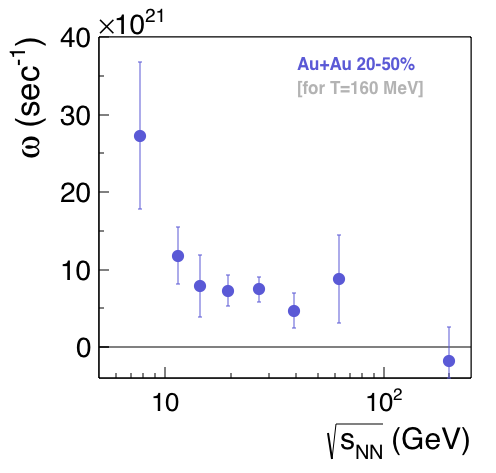 ×10²¹
ω (sec⁻¹)
40
30
20
10
0
Au+Au 20-50%
[for T=160 MeV]
10
10²
√sNN (GeV)